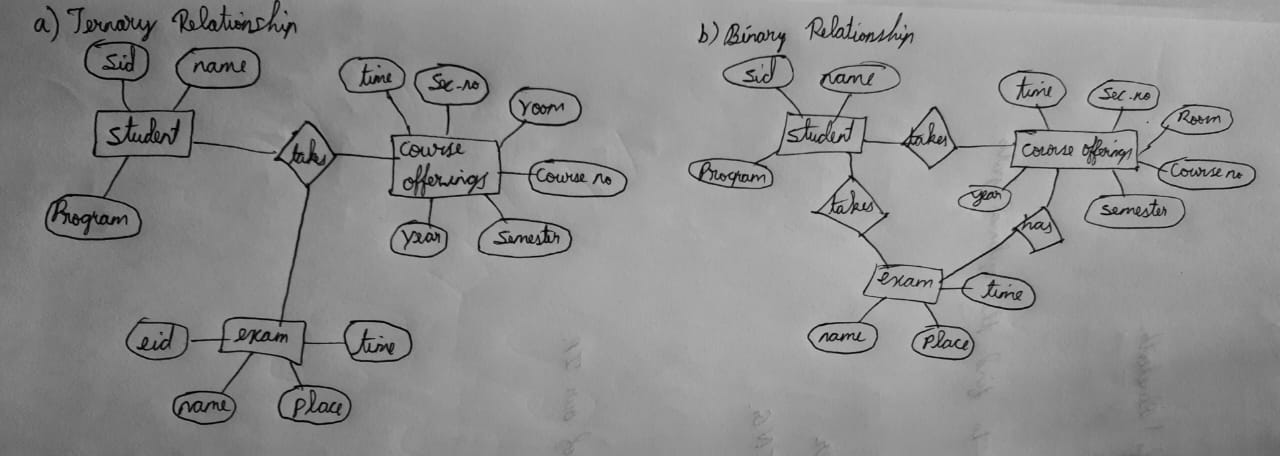 a) Ternary Relationship
Sid
name
Student
Program
takes
time
Sec-no
room
course
offerings
Course no
year
Semester
exam
eid
time
name
place
b) Binary Relationship
Sid
name
Student
Program
takes
time
Sec-no
Room
course offerings
Course no
year
semester
takes
has
exam
time
name
place